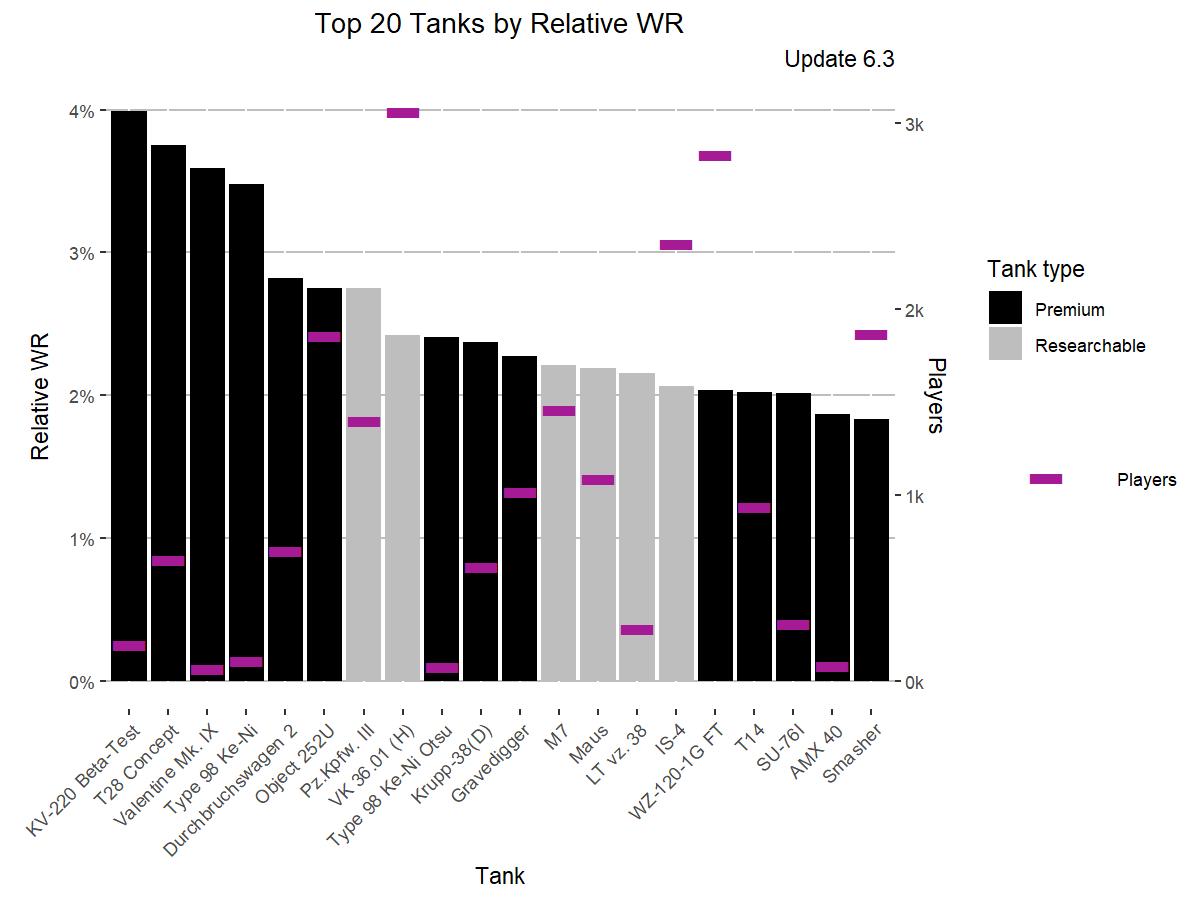 Top 20 Tanks by Relative WR
Update 6.3
4%
3%
2%
1%
0%
Relative WR
3k
2k
1k
0k
Players
Tank type
Premium
Researchable
Players
KV-220 Beta-Test
T28 Concept
Valentine Mk. IX
Type 98 Ke-Ni
Durchbruchswagen 2
Object 252U
Pz.Kpfw. III
VK 36.01 (H)
Type 98 Ke-Ni Otsu
Krupp-38(D)
Gravedigger
M7
Maus
LT vz. 38
IS-4
WZ-120-1G FT
T14
SU-76I
AMX 40
Smasher
Tank